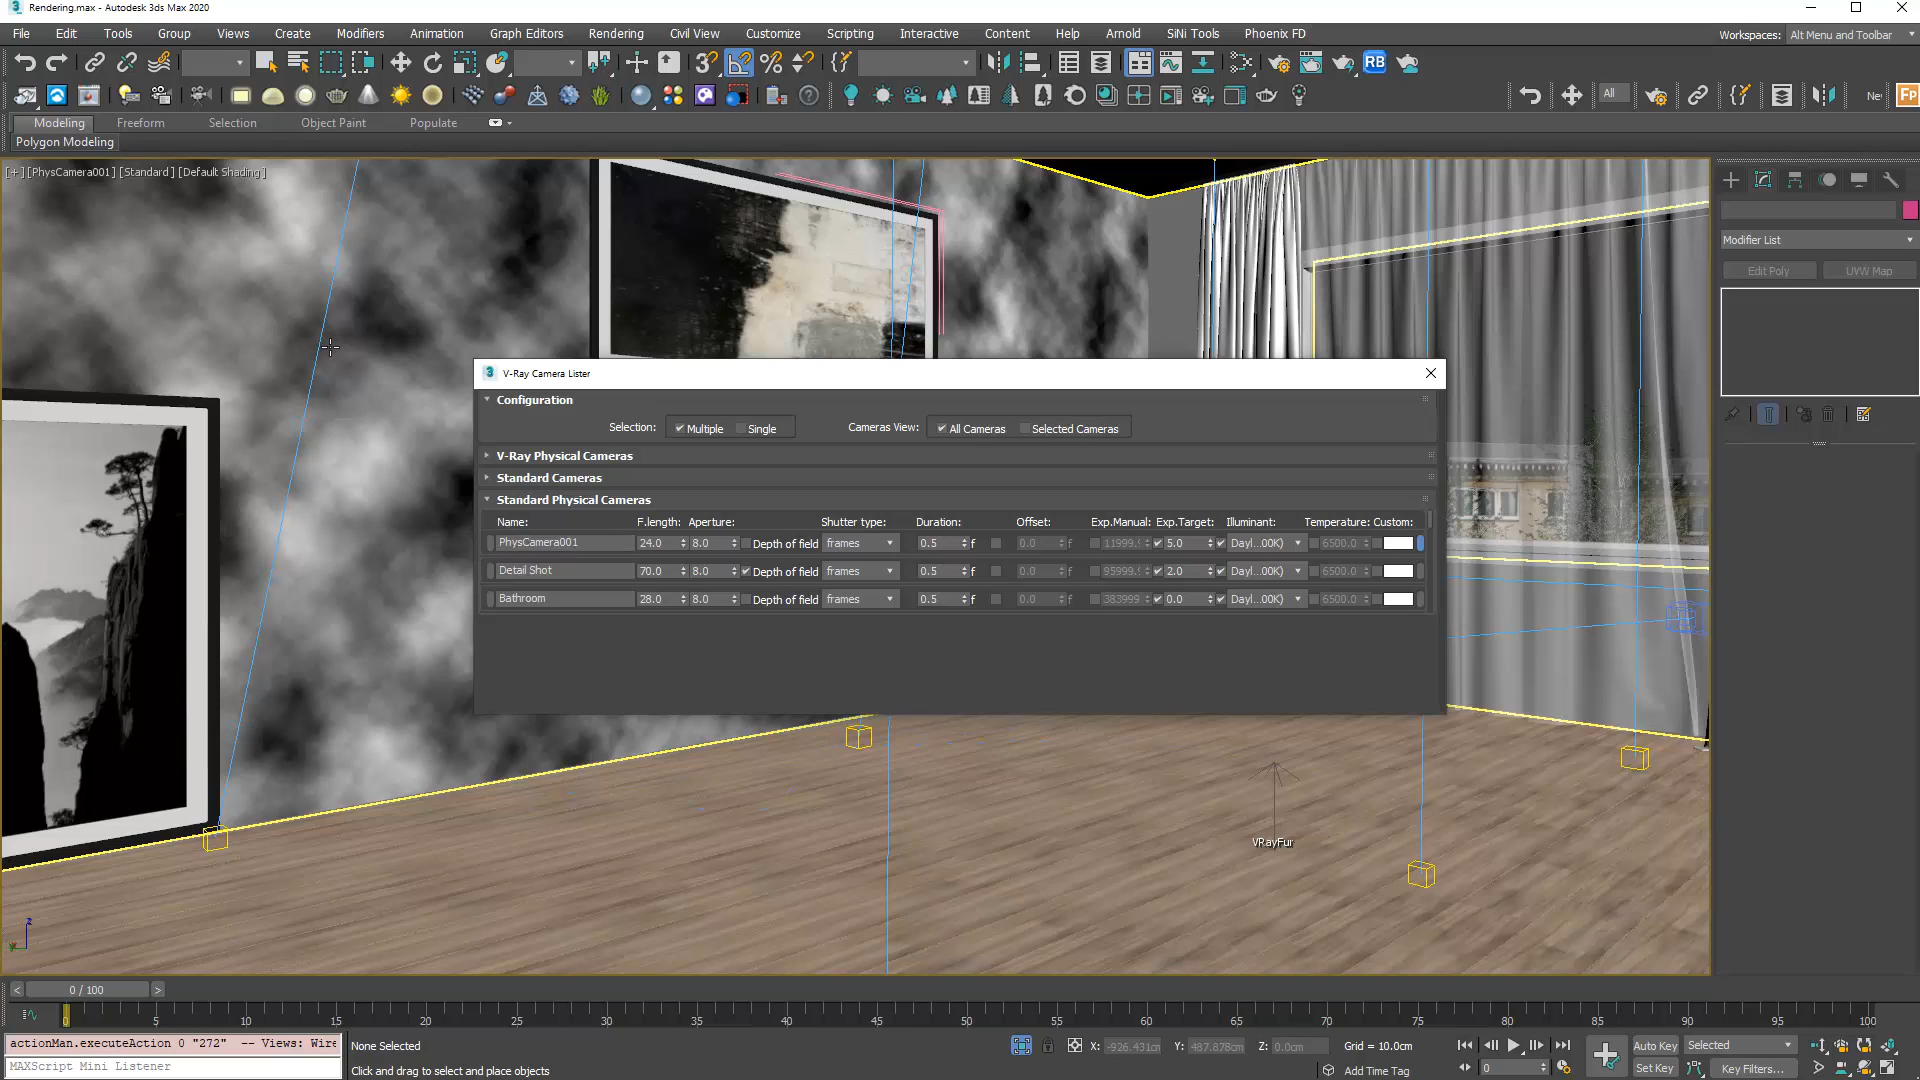 Rendering.max - Autodesk 3ds Max 2020
File Edit Tools Group Views Create Modifiers Animation Graph Editors Rendering Civil View Customize Scripting Interactive Content Help Arnold SiNi Tools Phoenix FD Workspaces: Alt Menu and Toolbar
RB
All Ne Fp
Modeling Freeform Selection Object Paint Populate
Polygon Modeling
[+] [PhysCamera001] [Standard] [Default Shading]
Modifier List
Edit Poly UVW Map
V-Ray Camera Lister
Configuration
Selection: Multiple Single Cameras View: All Cameras Selected Cameras
V-Ray Physical Cameras
Standard Cameras
Standard Physical Cameras
Name: F.length: Aperture: Shutter type: Duration: Offset: Exp.Manual: Exp.Target: Illuminant: Temperature: Custom:
PhysCamera001 24.0 8.0 Depth of field frames 0.5 f 0.0 f 11999. 5.0 Dayl...00K) 6500.0
Detail Shot 70.0 8.0 Depth of field frames 0.5 f 0.0 f 95999. 2.0 Dayl...00K) 6500.0
Bathroom 28.0 8.0 Depth of field frames 0.5 f 0.0 f 383999 0.0 Dayl...00K) 6500.0
VRayFur
z
y
< 0 / 100 >
0 5 10 15 20 25 30 35 40 45 50 55 60 65 70 75 80 85 90 95 100
actionMan.executeAction 0 "272" -- Views: Wire
MAXScript Mini Listener
None Selected
Click and drag to select and place objects
X: -926.431cm Y: 487.878cm Z: 0.0cm Grid = 10.0cm
Add Time Tag
0
Auto Key Selected
Set Key Key Filters...